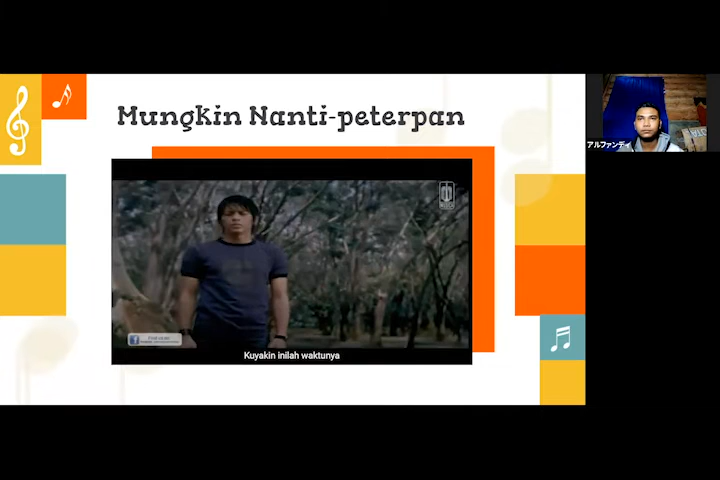 Mungkin Nanti-peterpan
アルファンディ
Kuyakin inilah waktunya